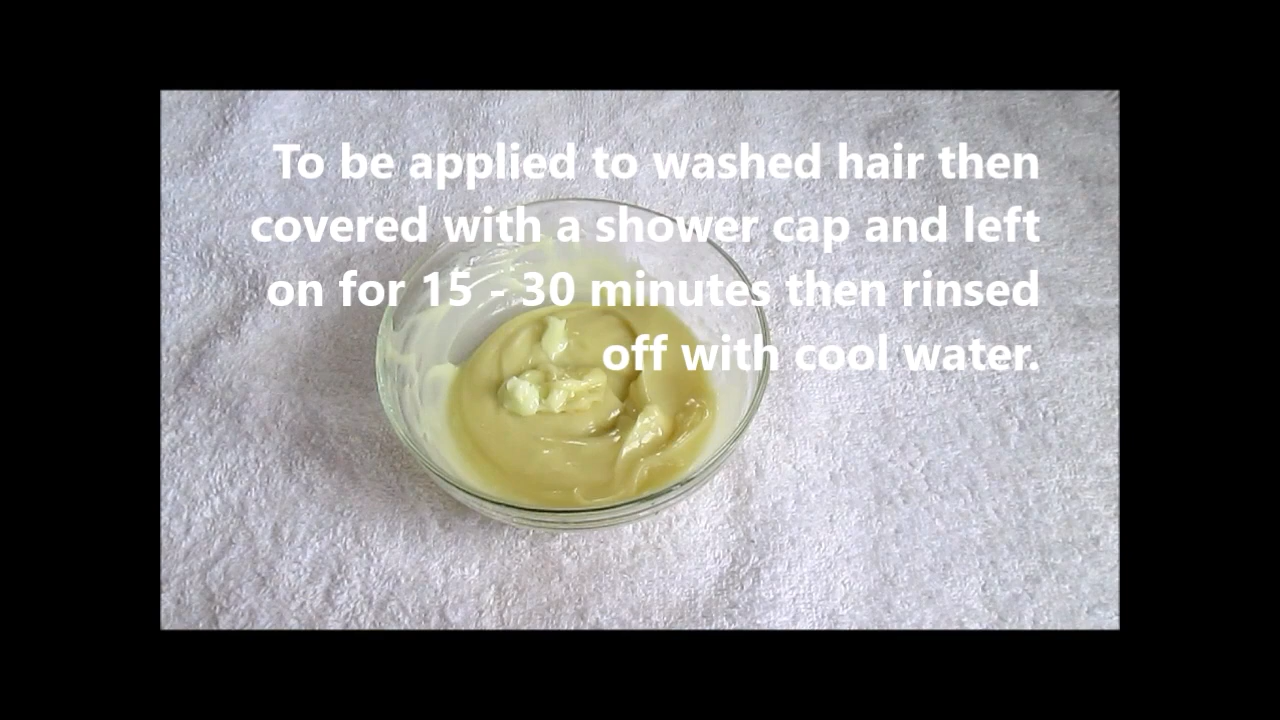 To be applied to washed hair then
covered with a shower cap and left
on for 15 - 30 minutes then rinsed
off with cool water.